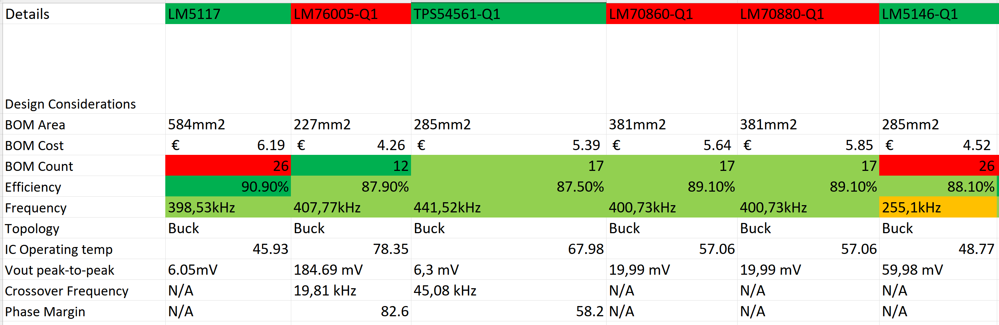 Details LM5117 LM76005-Q1 TPS54561-Q1 LM70860-Q1 LM70880-Q1 LM5146-Q1
Design Considerations
BOM Area 584mm2 227mm2 285mm2 381mm2 381mm2 285mm2
BOM Cost € 6.19 € 4.26 € 5.39 € 5.64 € 5.85 € 4.52
BOM Count 26 12 17 17 17 26
Efficiency 90.90% 87.90% 87.50% 89.10% 89.10% 88.10%
Frequency 398,53kHz 407,77kHz 441,52kHz 400,73kHz 400,73kHz 255,1kHz
Topology Buck Buck Buck Buck Buck Buck
IC Operating temp 45.93 78.35 67.98 57.06 57.06 48.77
Vout peak-to-peak 6.05mV 184.69 mV 6,3 mV 19,99 mV 19,99 mV 59,98 mV
Crossover Frequency N/A 19,81 kHz 45,08 kHz N/A N/A N/A
Phase Margin N/A 82.6 58.2 N/A N/A N/A